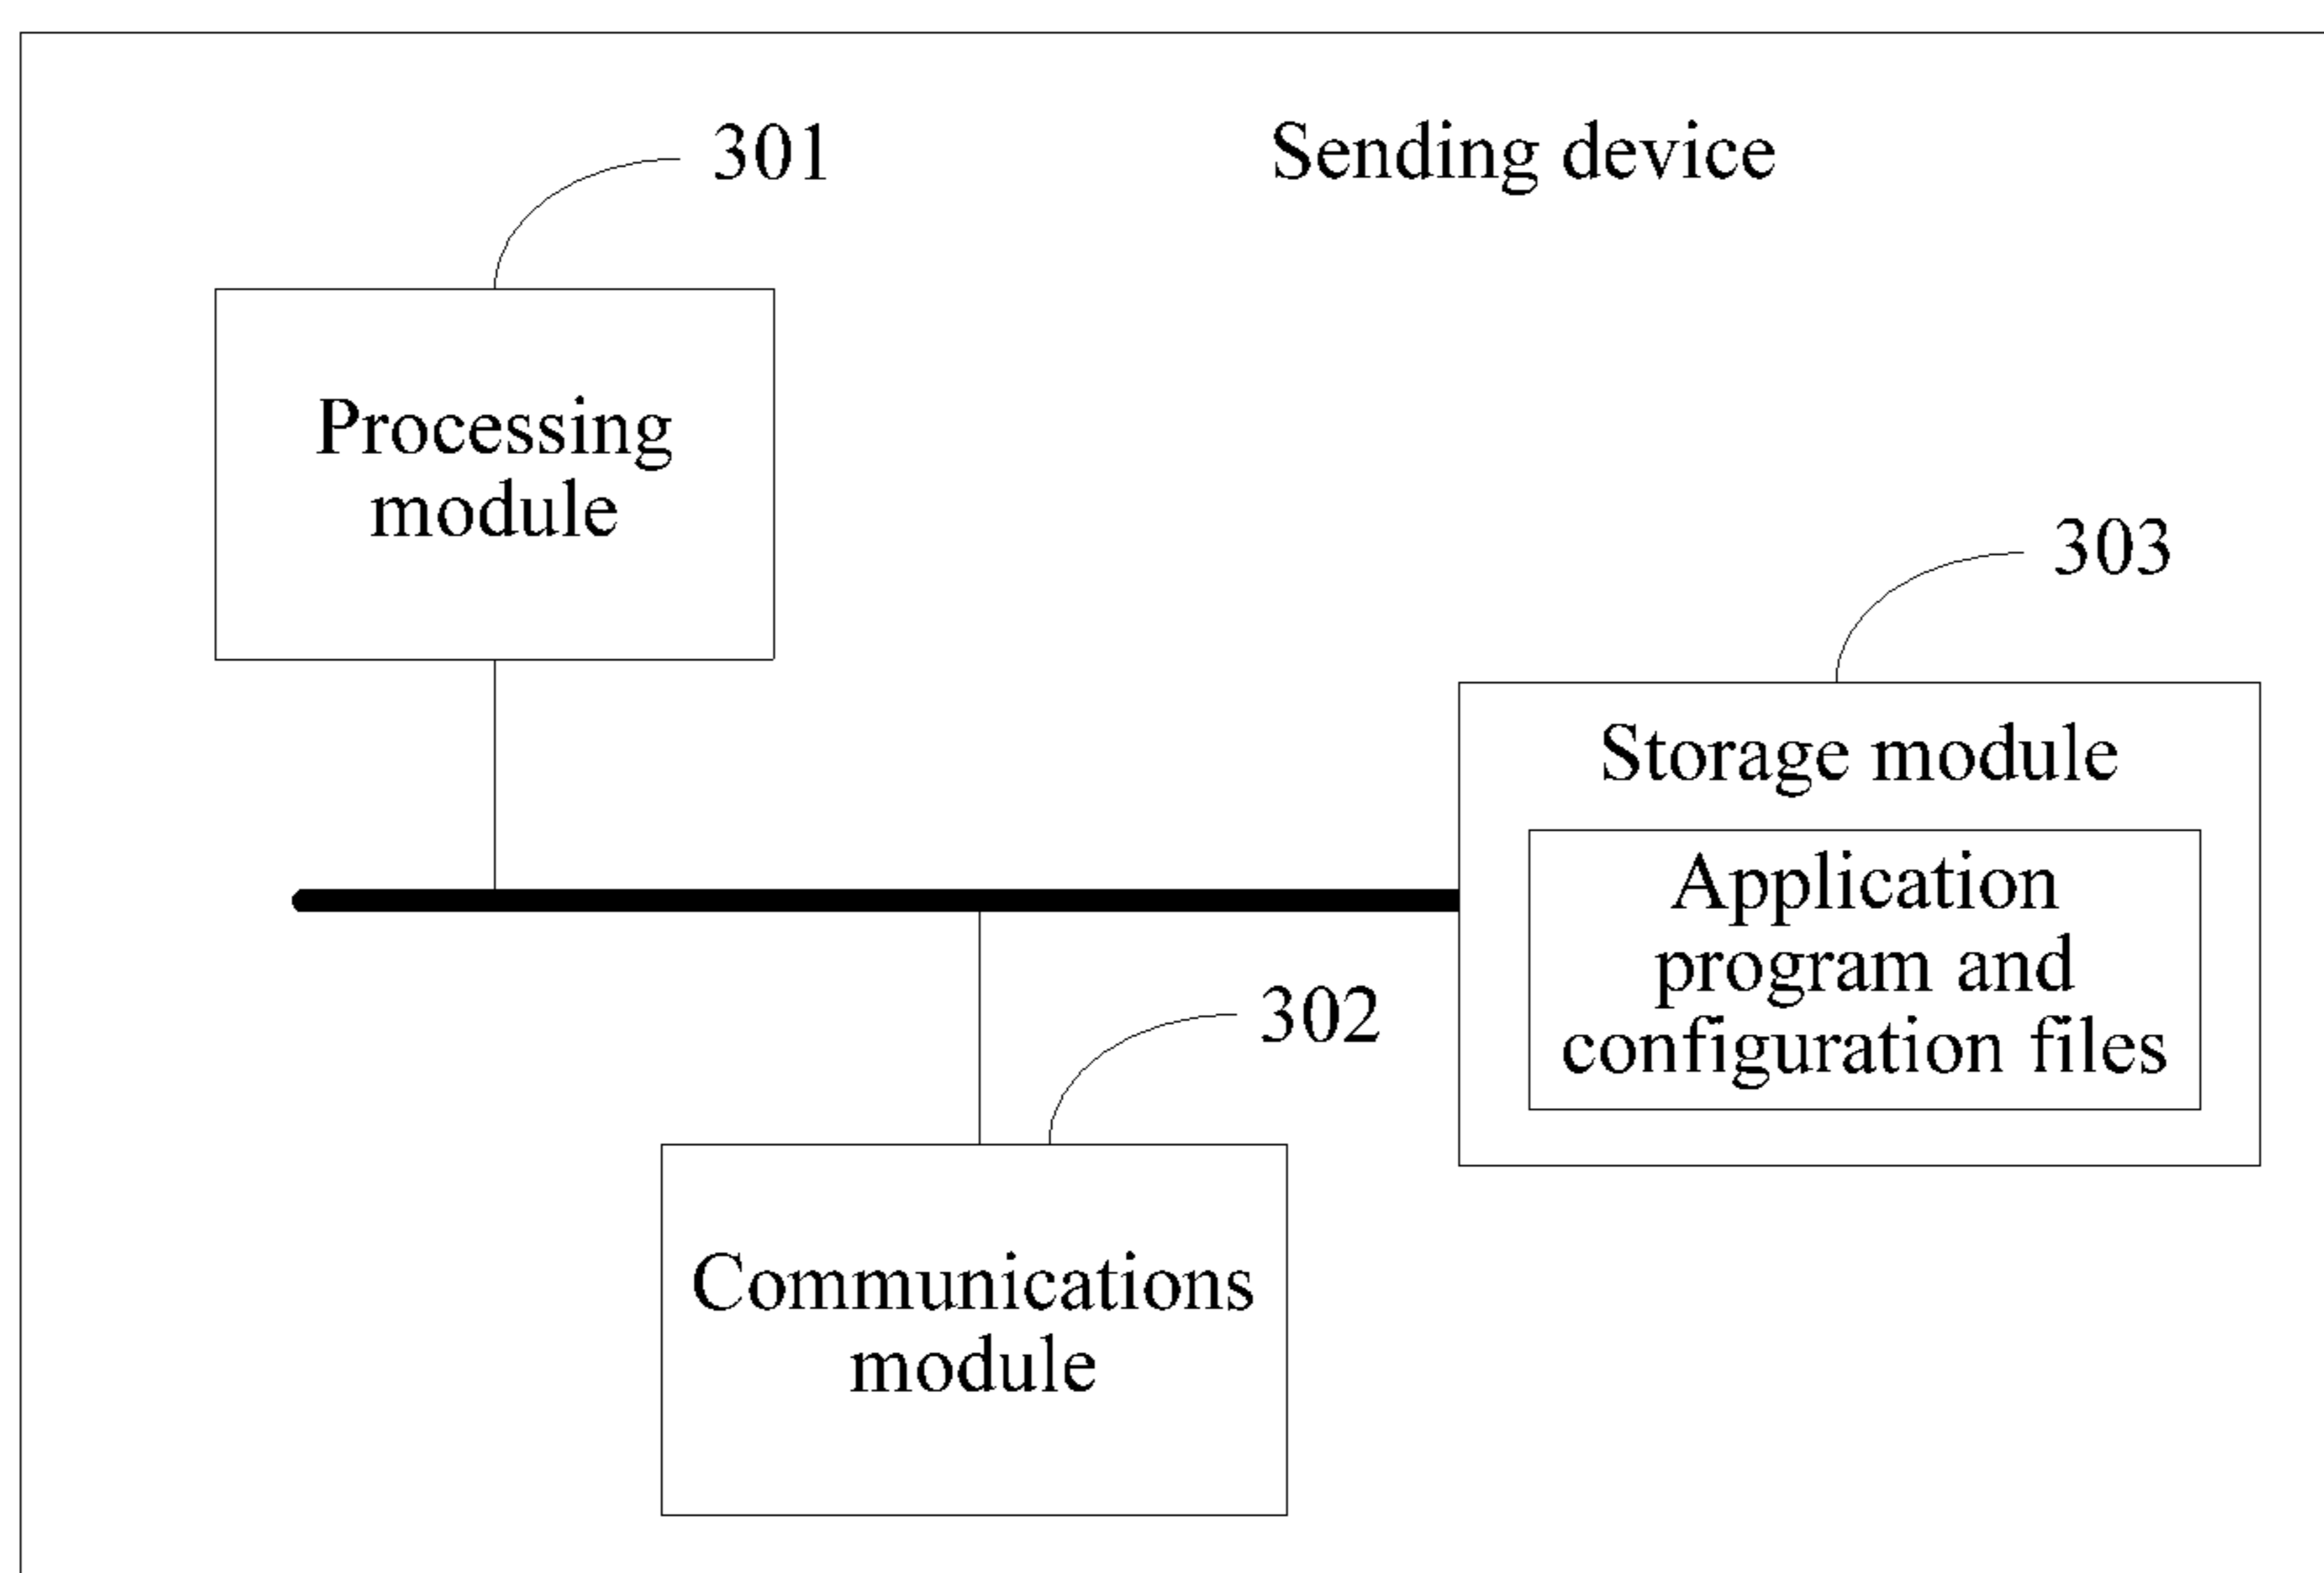 Sending device
301
Processing
module
303
Storage module
Application
program and
configuration files
302
Communications
module